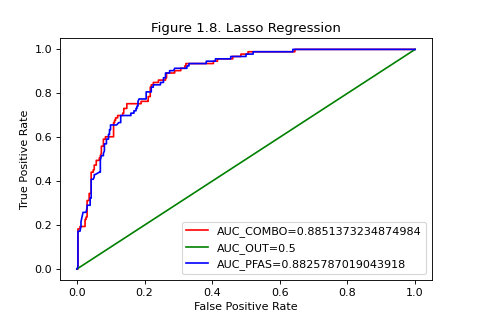 Figure 1.8. Lasso Regression
True Positive Rate
1.0
0.8
0.6
0.4
0.2
0.0
AUC_COMBO=0.8851373234874984
AUC_OUT=0.5
AUC_PFAS=0.8825787019043918
0.0 0.2 0.4 0.6 0.8 1.0
False Positive Rate